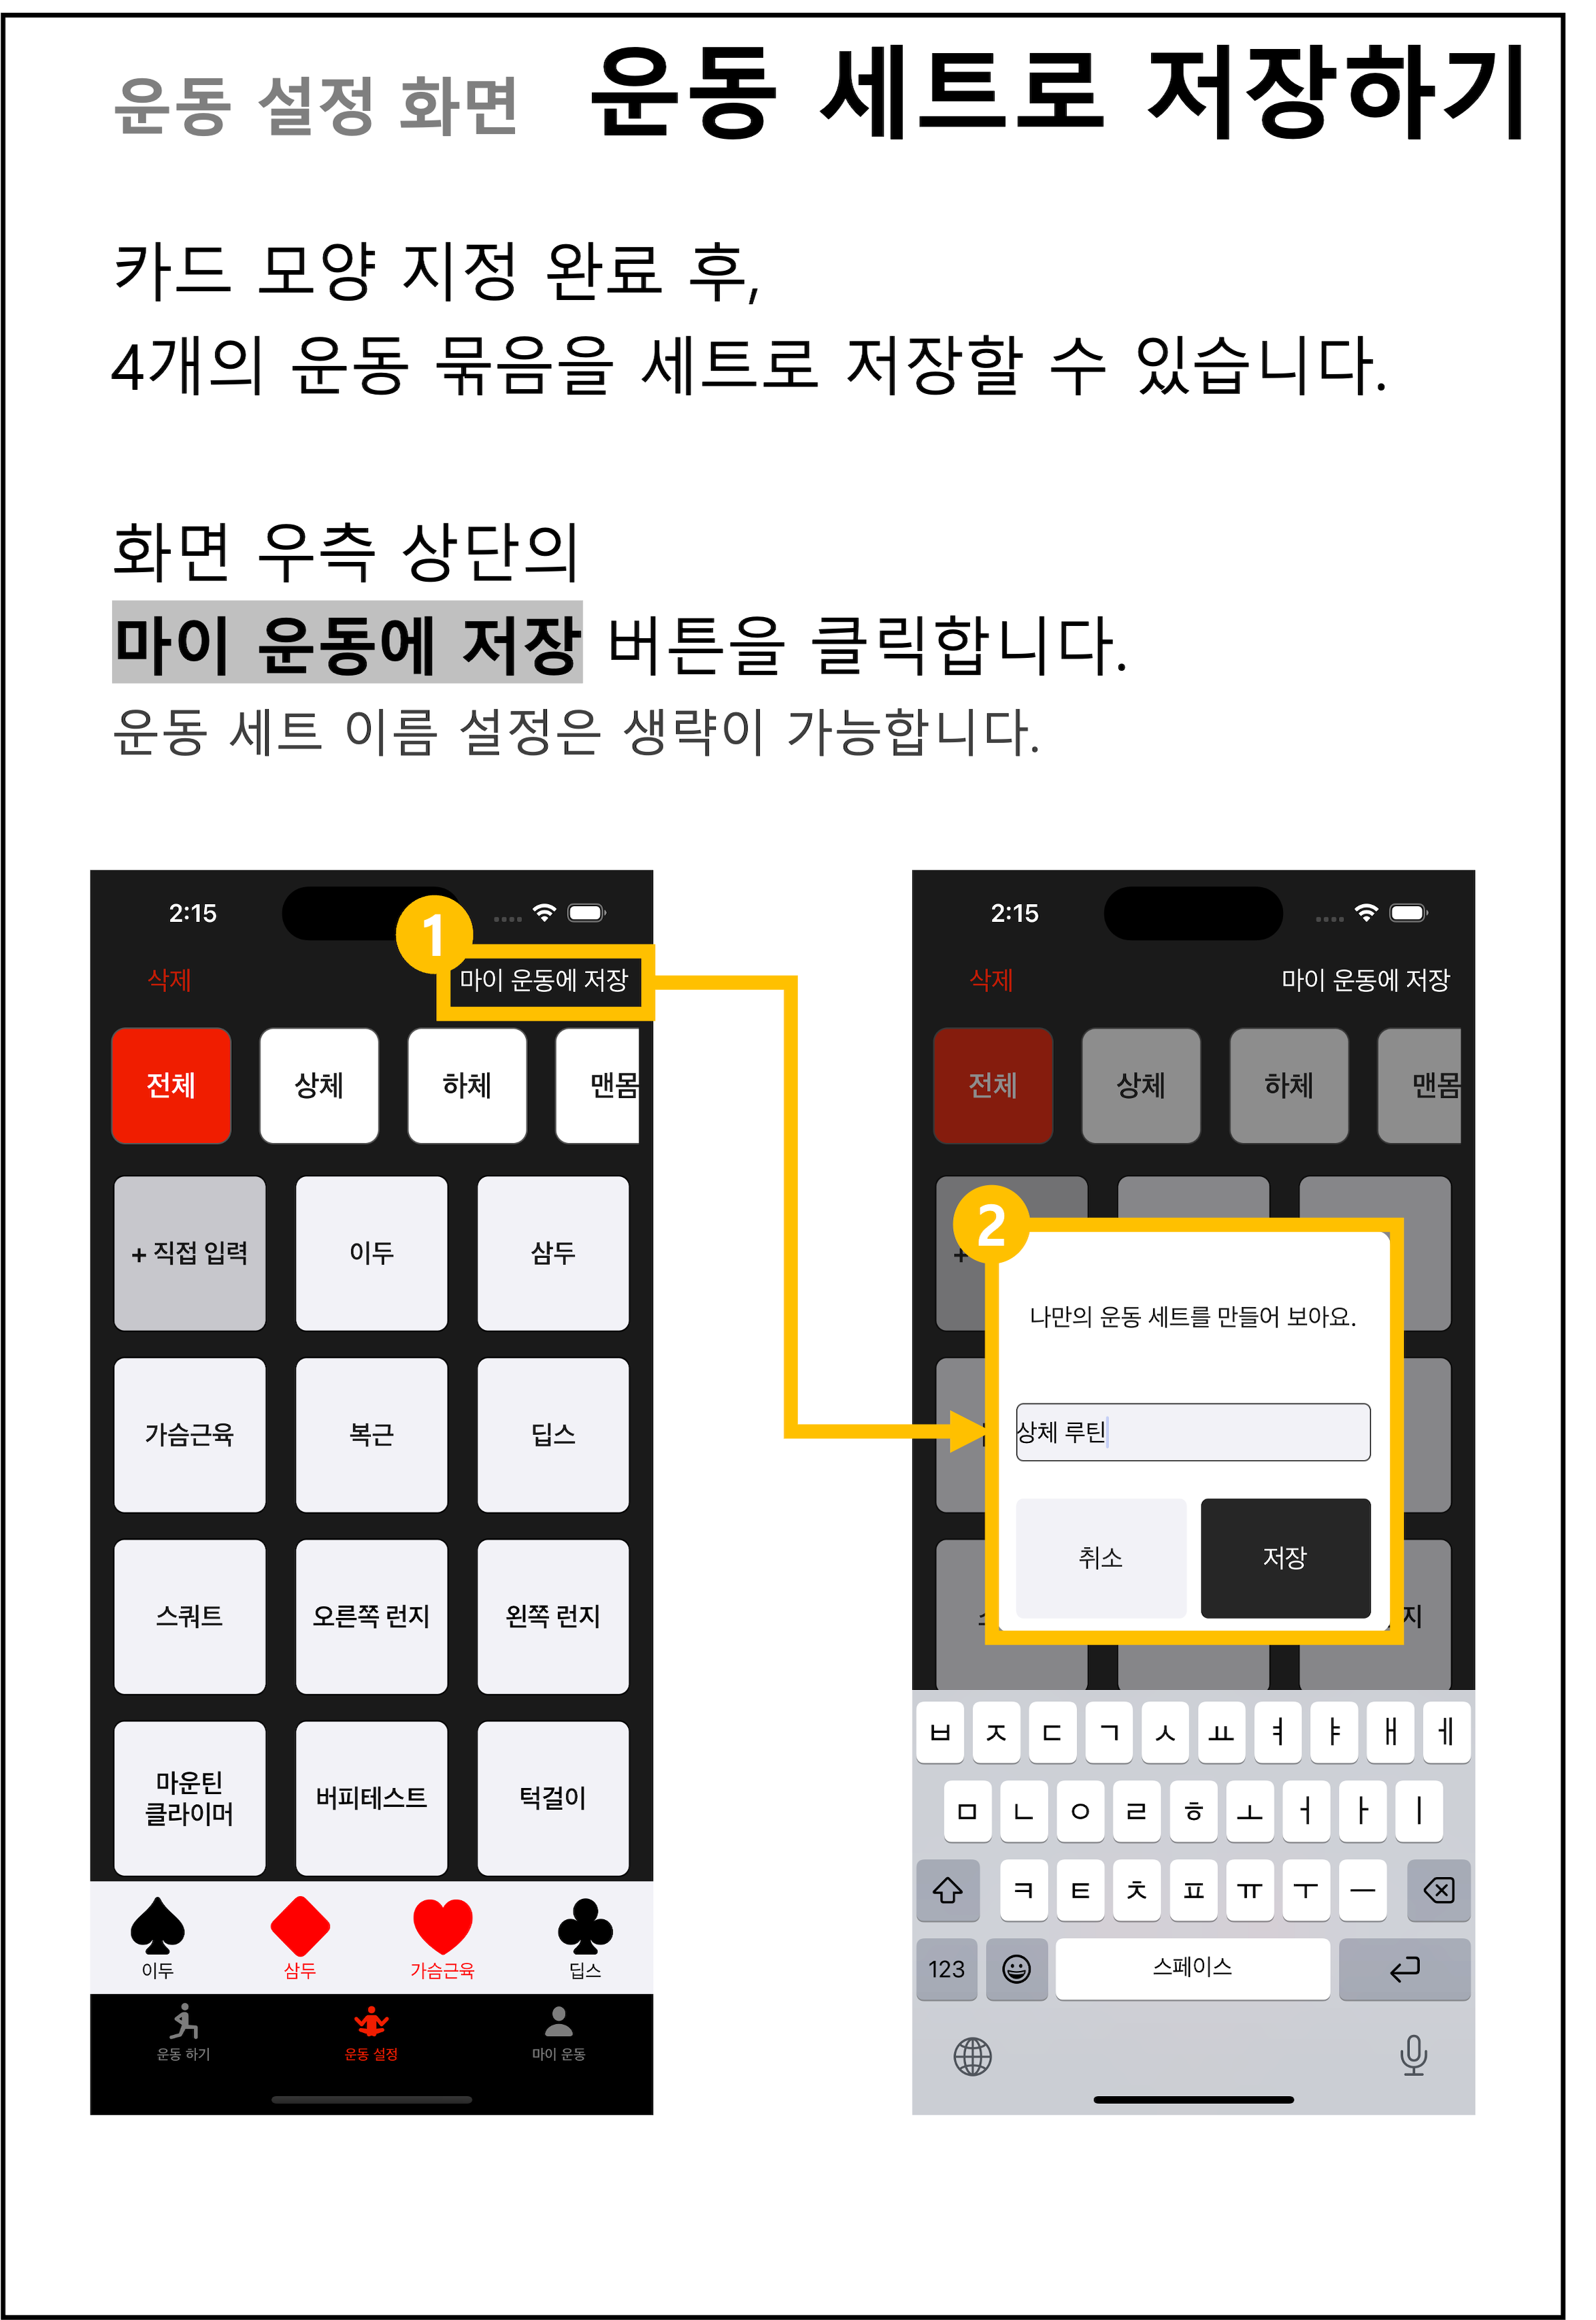 운동 설정 화면 운동 세트로 저장하기
카드 모양 지정 완료 후,
4개의 운동 묶음을 세트로 저장할 수 있습니다.
화면 우측 상단의
마이 운동에 저장 버튼을 클릭합니다.
운동 세트 이름 설정은 생략이 가능합니다.
2:15
1
삭제 마이 운동에 저장
전체 상체 하체 맨몸
+ 직접 입력 이두 삼두
가슴근육 복근 딥스
스쿼트 오른쪽 런지 왼쪽 런지
마운틴
클라이머
버피테스트 턱걸이
이두 삼두 가슴근육 딥스
운동 하기 운동 설정 마이 운동
2:15
삭제 마이 운동에 저장
전체 상체 하체 맨몸
2
+
나만의 운동 세트를 만들어 보아요.
상체 루틴
취소 저장
지
ㅂ ㅈ ㄷ ㄱ ㅅ ㅛ ㅕ ㅑ ㅐ ㅔ
ㅁ ㄴ ㅇ ㄹ ㅎ ㅗ ㅓ ㅏ ㅣ
ㅋ ㅌ ㅊ ㅍ ㅠ ㅜ ㅡ
123 스페이스